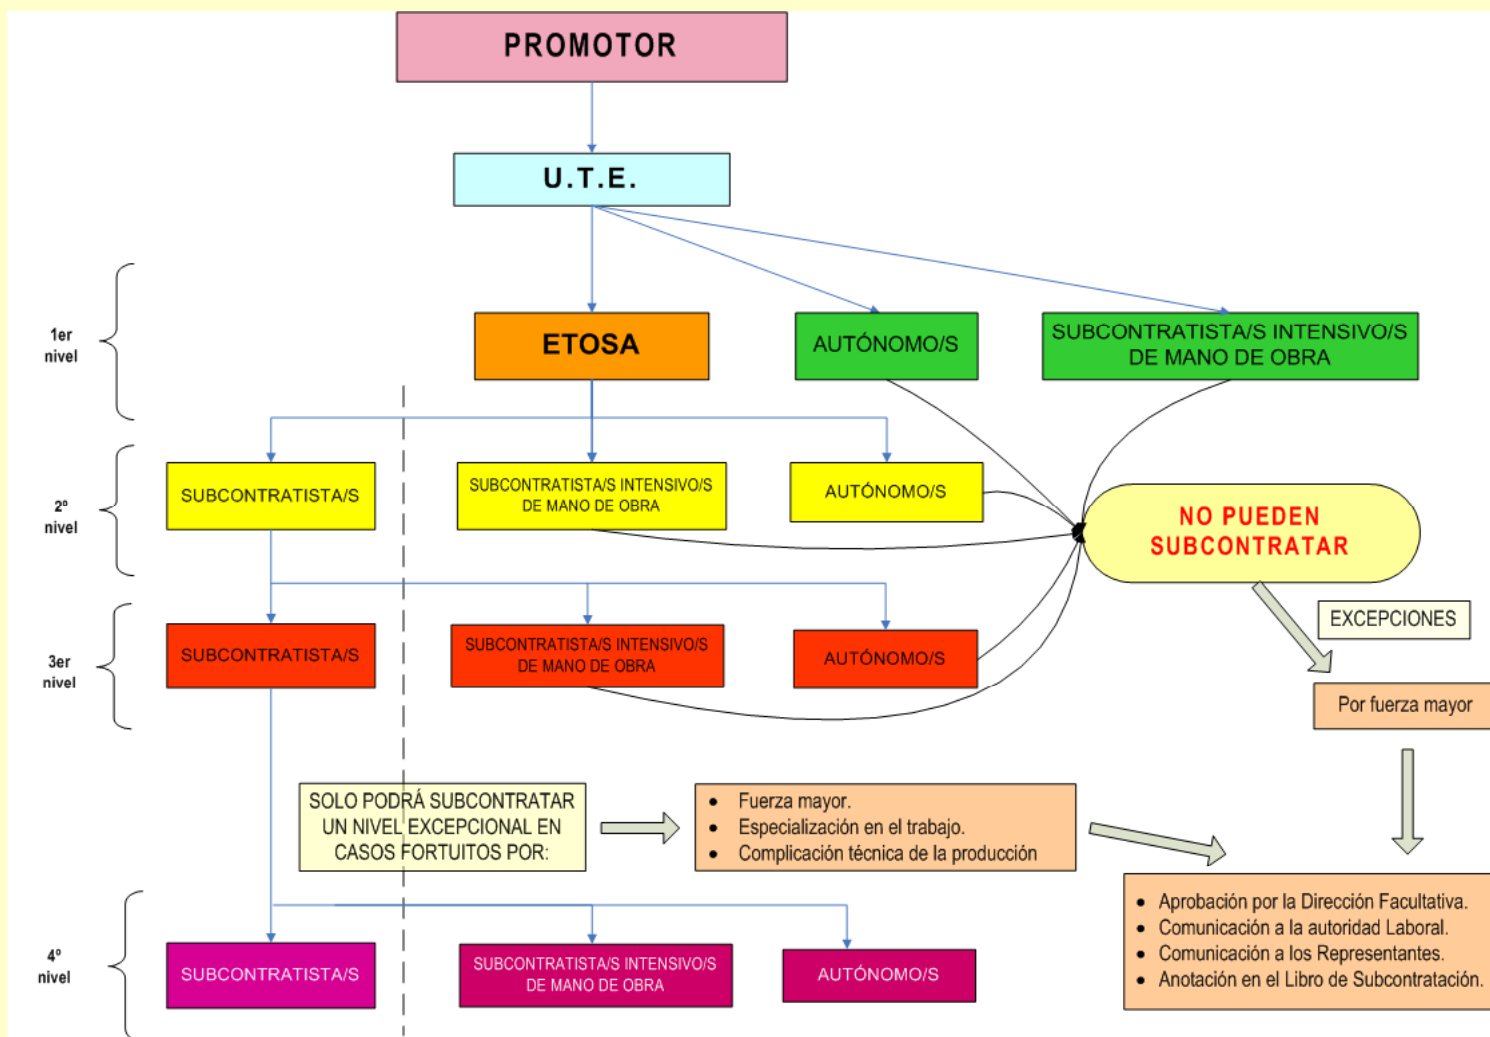 PROMOTOR
U.T.E.
1er
nivel
ETOSA
AUTÓNOMO/S
SUBCONTRATISTA/S INTENSIVO/S
DE MANO DE OBRA
2º
nivel
SUBCONTRATISTA/S
SUBCONTRATISTA/S INTENSIVO/S
DE MANO DE OBRA
AUTÓNOMO/S
NO PUEDEN
SUBCONTRATAR
EXCEPCIONES
3er
nivel
SUBCONTRATISTA/S
SUBCONTRATISTA/S INTENSIVO/S
DE MANO DE OBRA
AUTÓNOMO/S
Por fuerza mayor
SOLO PODRÁ SUBCONTRATAR
UN NIVEL EXCEPCIONAL EN
CASOS FORTUITOS POR:
• Fuerza mayor.
• Especialización en el trabajo.
• Complicación técnica de la producción
• Aprobación por la Dirección Facultativa.
• Comunicación a la autoridad Laboral.
• Comunicación a los Representantes.
• Anotación en el Libro de Subcontratación.
4º
nivel
SUBCONTRATISTA/S
SUBCONTRATISTA/S INTENSIVO/S
DE MANO DE OBRA
AUTÓNOMO/S